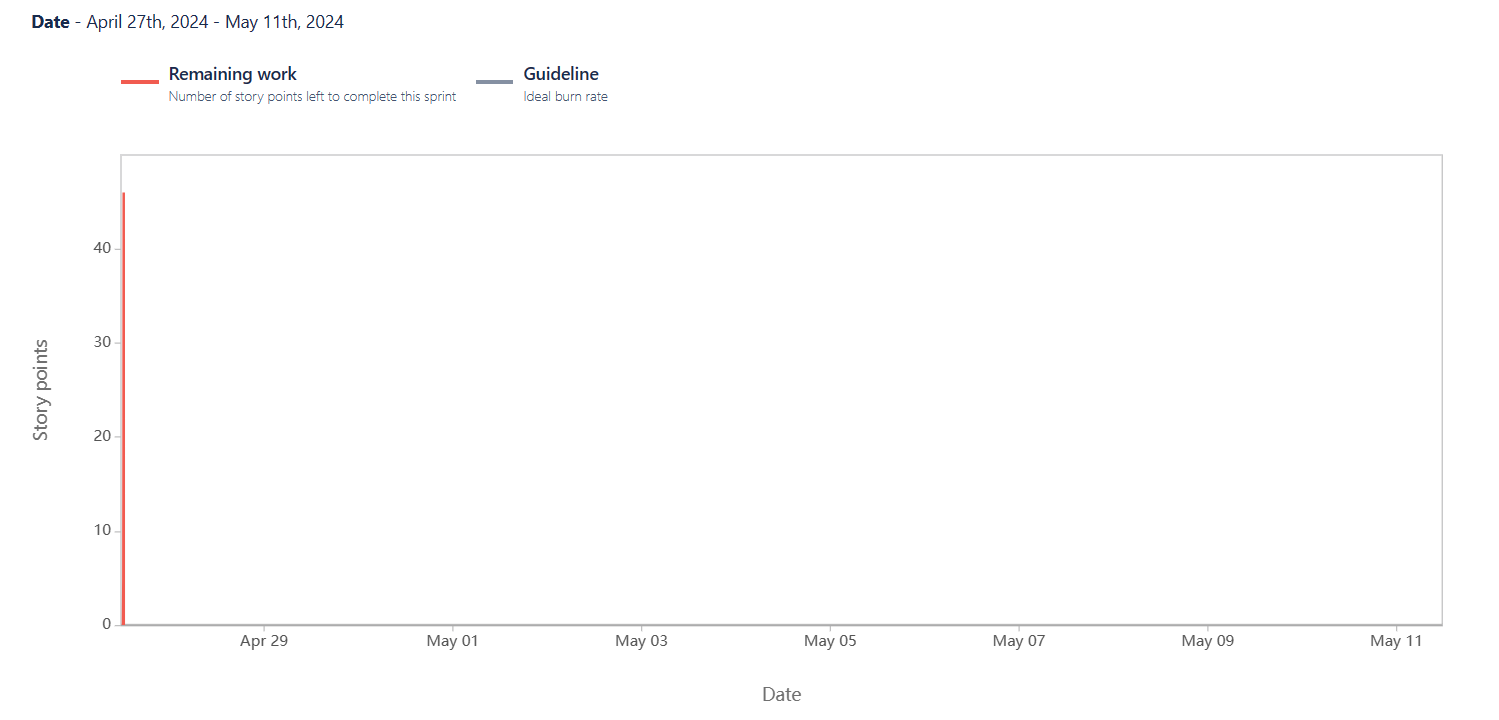 Date - April 27th, 2024 - May 11th, 2024
Remaining work
Number of story points left to complete this sprint
Guideline
Ideal burn rate
Story points
40
30
20
10
0
Apr 29 May 01 May 03 May 05 May 07 May 09 May 11
Date